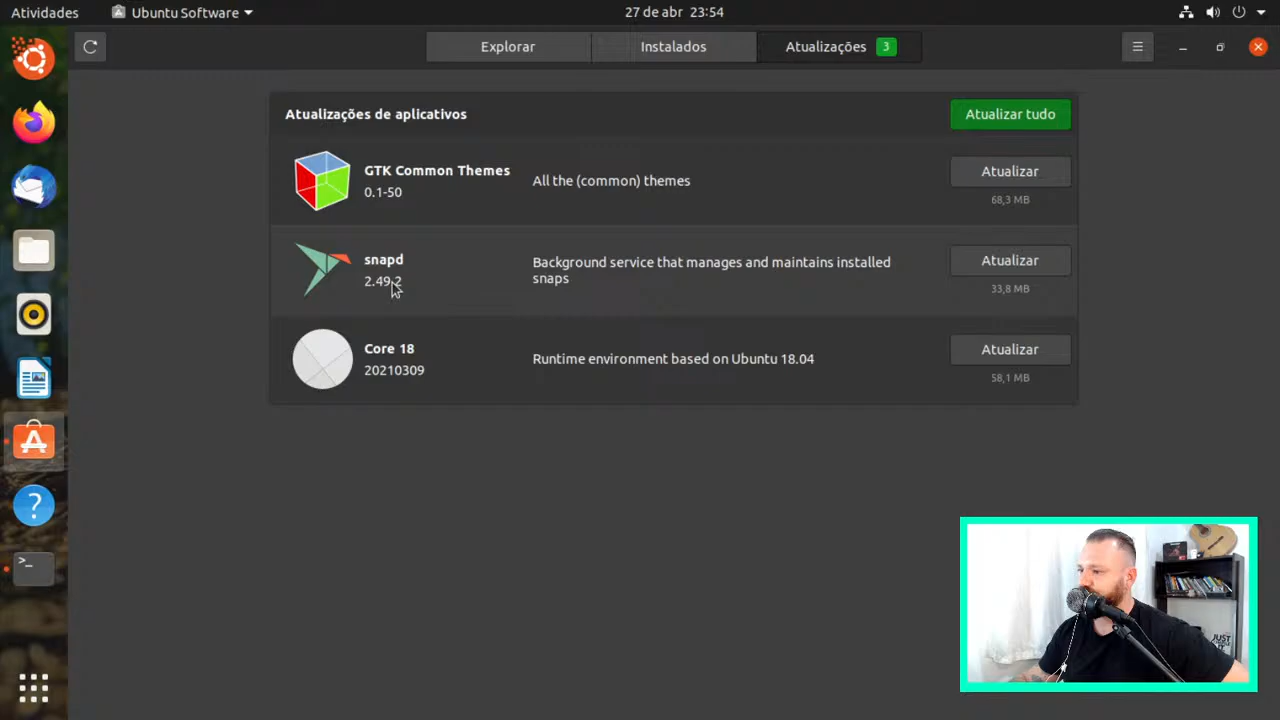 Atividades
Ubuntu Software
27 de abr 23:54
Explorar
Instalados
Atualizações 3
Atualizações de aplicativos
Atualizar tudo
GTK Common Themes
0.1-50
All the (common) themes
Atualizar
68,3 MB
snapd
2.49.2
Background service that manages and maintains installed
snaps
Atualizar
33,8 MB
Core 18
20210309
Runtime environment based on Ubuntu 18.04
Atualizar
58,1 MB
?
>_
JUST